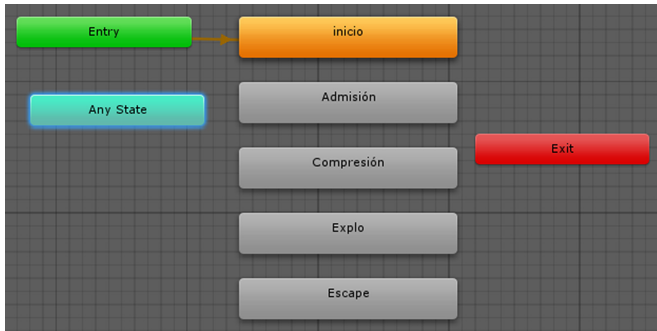 Entry
inicio
Any State
Admisión
Exit
Compresión
Explo
Escape